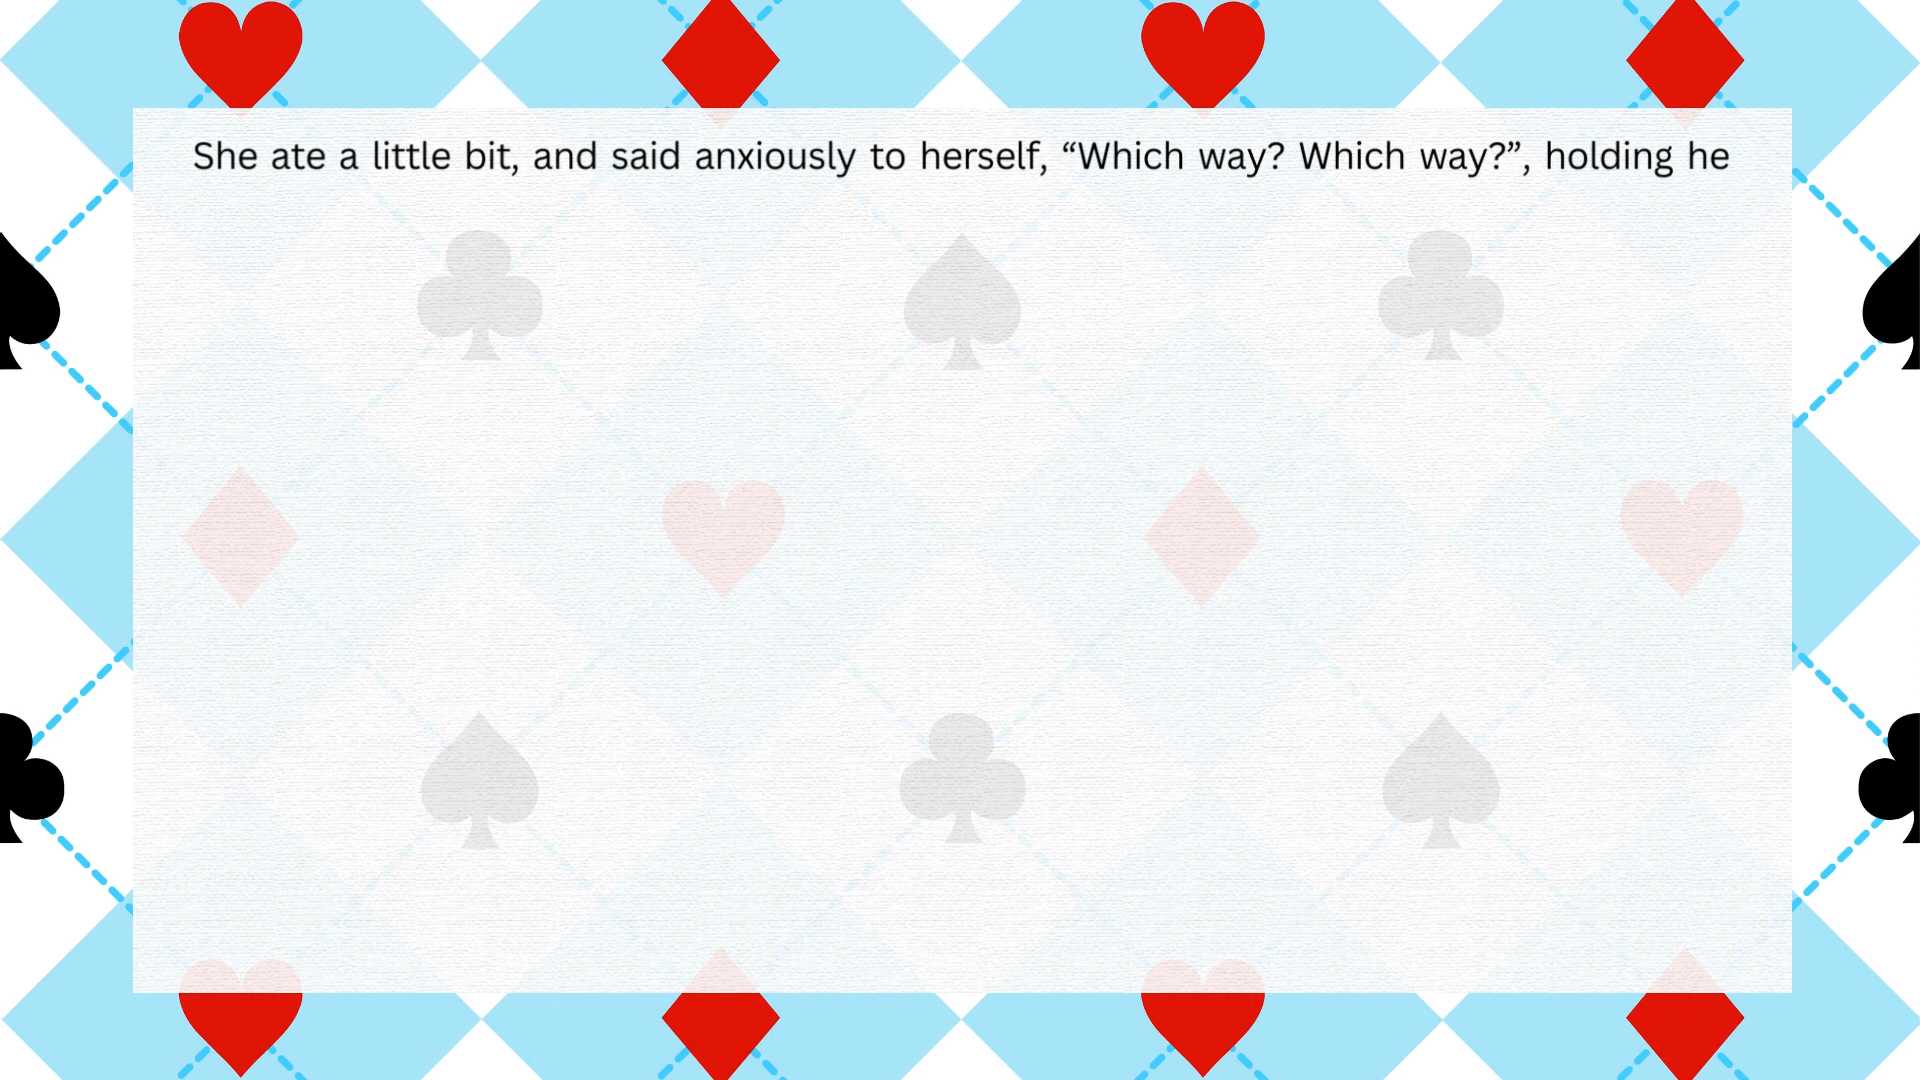 She ate a little bit, and said anxiously to herself, “Which way? Which way?”, holding he